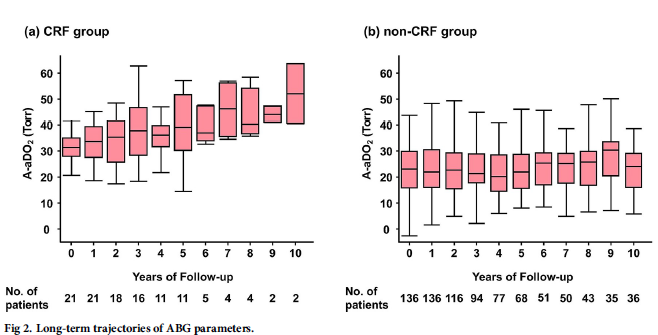 (a) CRF group
(b) non-CRF group
A-aDO₂ (Torr)
60
50
40
30
20
10
0
0 1 2 3 4 5 6 7 8 9 10
Years of Follow-up
No. of patients
21 21 18 16 11 11 5 4 4 2 2
A-aDO₂ (Torr)
60
50
40
30
20
10
0
0 1 2 3 4 5 6 7 8 9 10
Years of Follow-up
No. of patients
136 136 116 94 77 68 51 50 43 35 36
Fig 2. Long-term trajectories of ABG parameters.